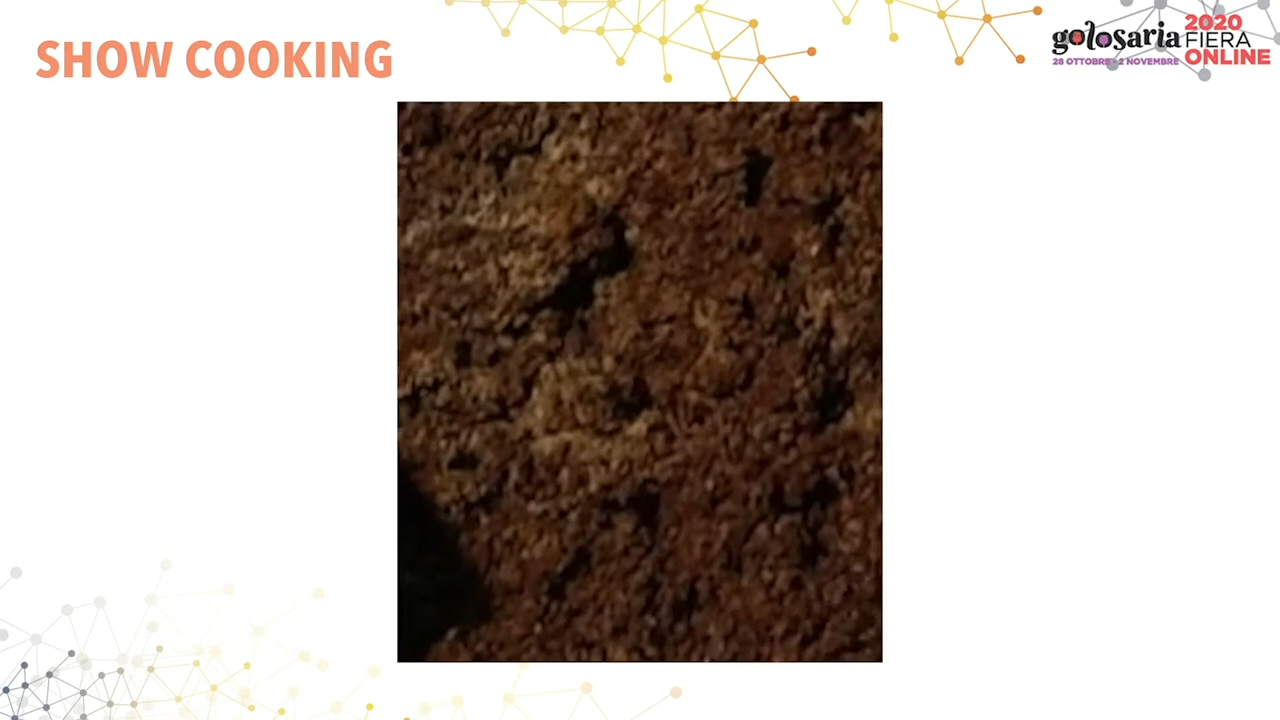 SHOW COOKING
golosaria
28 OTTOBRE - 2 NOVEMBRE
2020
FIERA
ONLINE